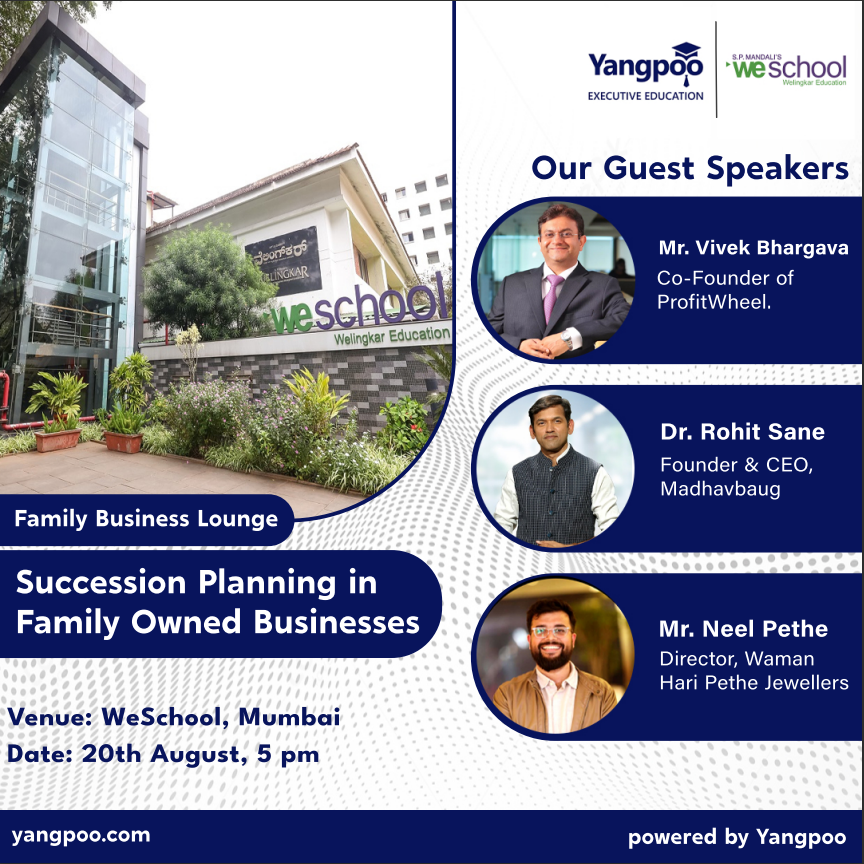 Yangpoo
EXECUTIVE EDUCATION
S.P. MANDALI'S
weschool
Welingkar Education
Our Guest Speakers
Mr. Vivek Bhargava
Co-Founder of
ProfitWheel.
Dr. Rohit Sane
Founder & CEO,
Madhavbaug
Mr. Neel Pethe
Director, Waman
Hari Pethe Jewellers
ವೆಲಿಂಗ್‌ಕರ್
WELINGKAR
weschool
Welingkar Education
Family Business Lounge
Succession Planning in
Family Owned Businesses
Venue: WeSchool, Mumbai
Date: 20th August, 5 pm
yangpoo.com
powered by Yangpoo